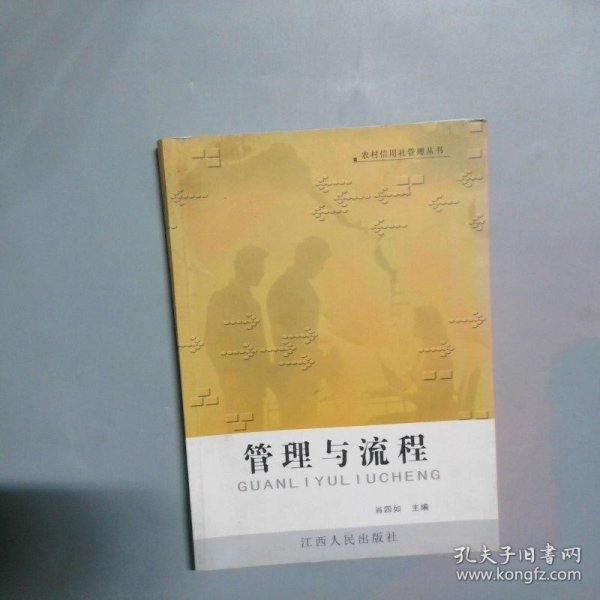 农村信用社管理丛书
管理与流程
GUANLIYULIUCHENG
肖四如 主编
江西人民出版社
孔夫子旧书网
www.kongfz.com